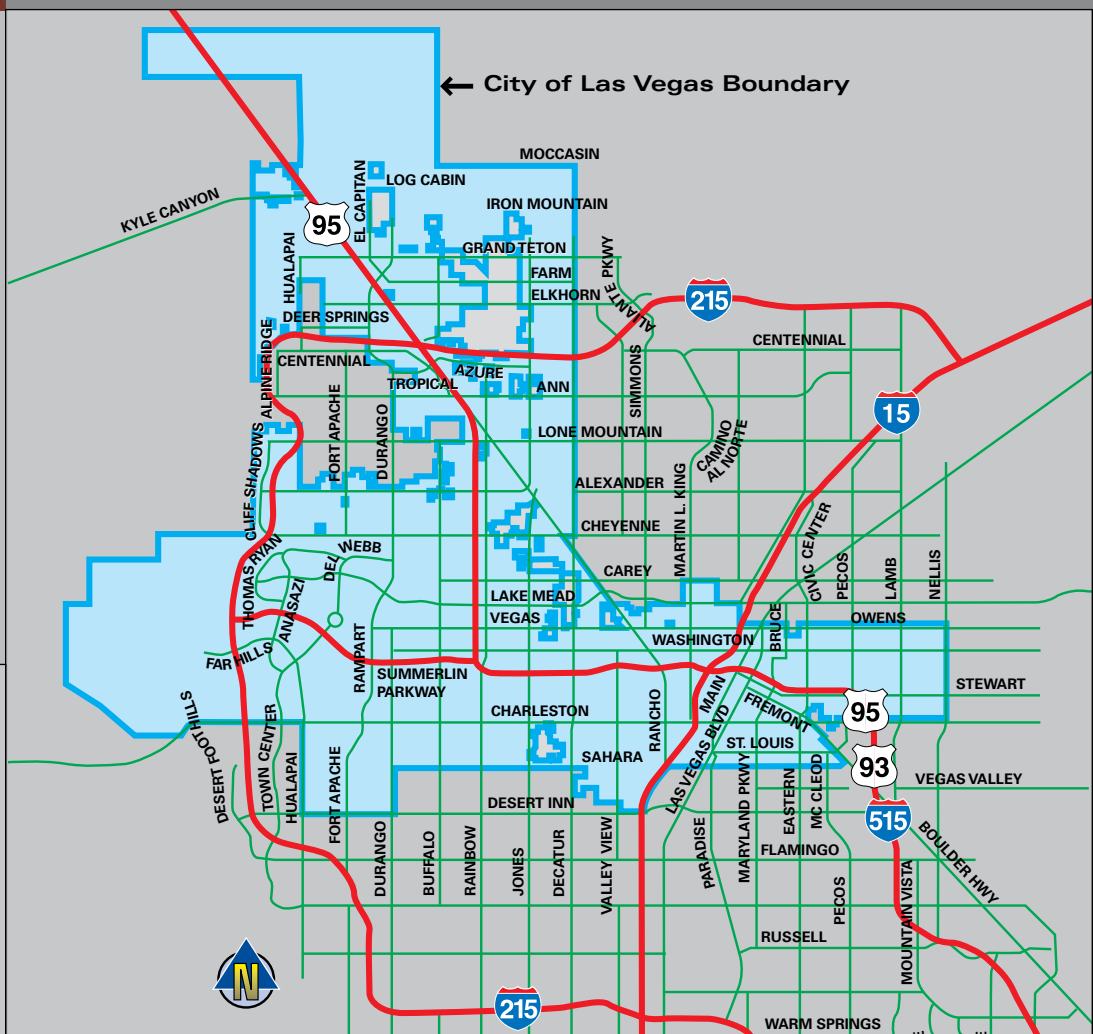 City of Las Vegas Boundary
MOCCASIN
LOG CABIN
EL CAPITAN
KYLE CANYON
IRON MOUNTAIN
95
GRAND TETON
HUALAPAI
FARM
ALIANTE PKWY
ELKHORN
215
DEER SPRINGS
CENTENNIAL
CENTENNIAL
ALPINE RIDGE
AZURE
TROPICAL
ANN
SIMMONS
15
FORT APACHE
DURANGO
LONE MOUNTAIN
CAMINO
AL NORTE
CLIFF SHADOWS
ALEXANDER
MARTIN L. KING
CHEYENNE
CIVIC CENTER
THOMAS RYAN
DEL WEBB
CAREY
PECOS
LAMB
NELLIS
ANASAZI
LAKE MEAD
VEGAS
BRUCE
OWENS
WASHINGTON
FAR HILLS
RAMPART
SUMMERLIN
PARKWAY
STEWART
MAIN
RANCHO
FREMONT
95
CHARLESTON
DESERT FOOTHILLS
TOWN CENTER
LAS VEGAS BLVD
ST. LOUIS
SAHARA
93
HUALAPAI
FORT APACHE
DESERT INN
VEGAS VALLEY
MARYLAND PKWY
EASTERN
MC CLEOD
515
DURANGO
BUFFALO
RAINBOW
JONES
DECATUR
VALLEY VIEW
PARADISE
FLAMINGO
BOULDER HWY
PECOS
MOUNTAIN VISTA
RUSSELL
N
215
WARM SPRINGS